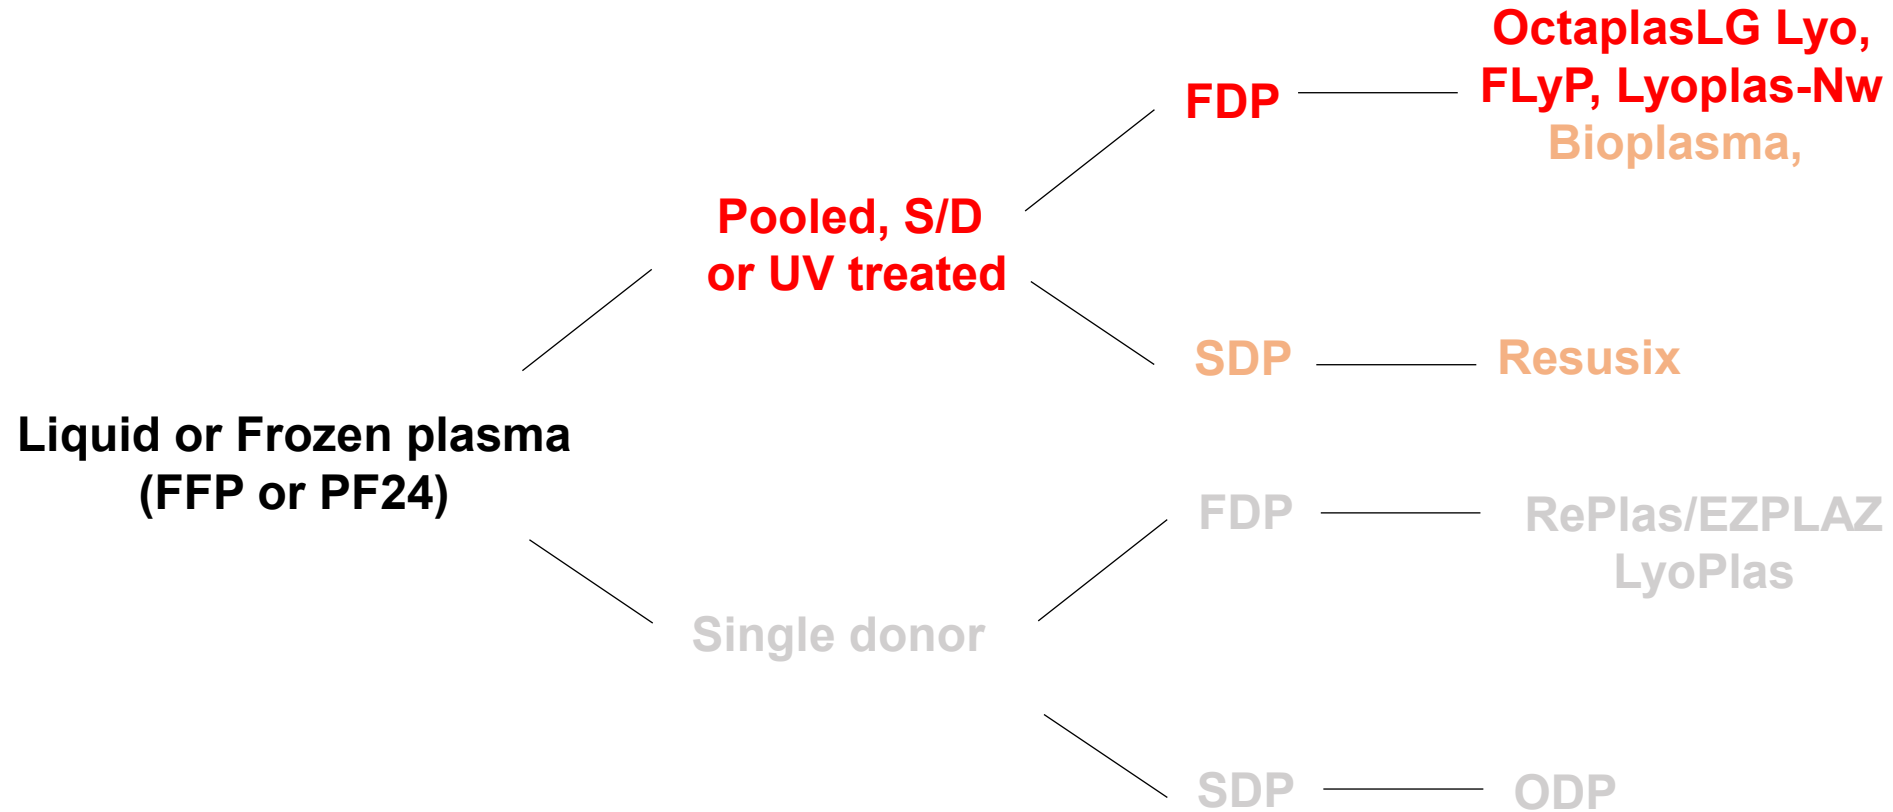 OctaplasLG Lyo,
FLyP, Lyoplas-Nw
Bioplasma,
FDP
Pooled, S/D
or UV treated
SDP
Resusix
Liquid or Frozen plasma
(FFP or PF24)
FDP
RePlas/EZPLAZ
LyoPlas
Single donor
SDP
ODP